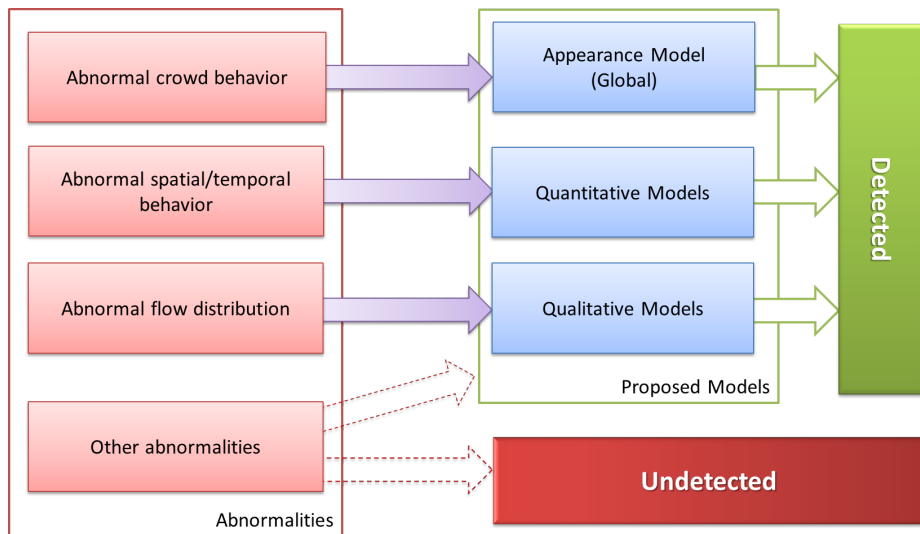 Abnormal crowd behavior
Appearance Model
(Global)
Abnormal spatial/temporal
behavior
Quantitative Models
Detected
Abnormal flow distribution
Qualitative Models
Proposed Models
Other abnormalities
Undetected
Abnormalities